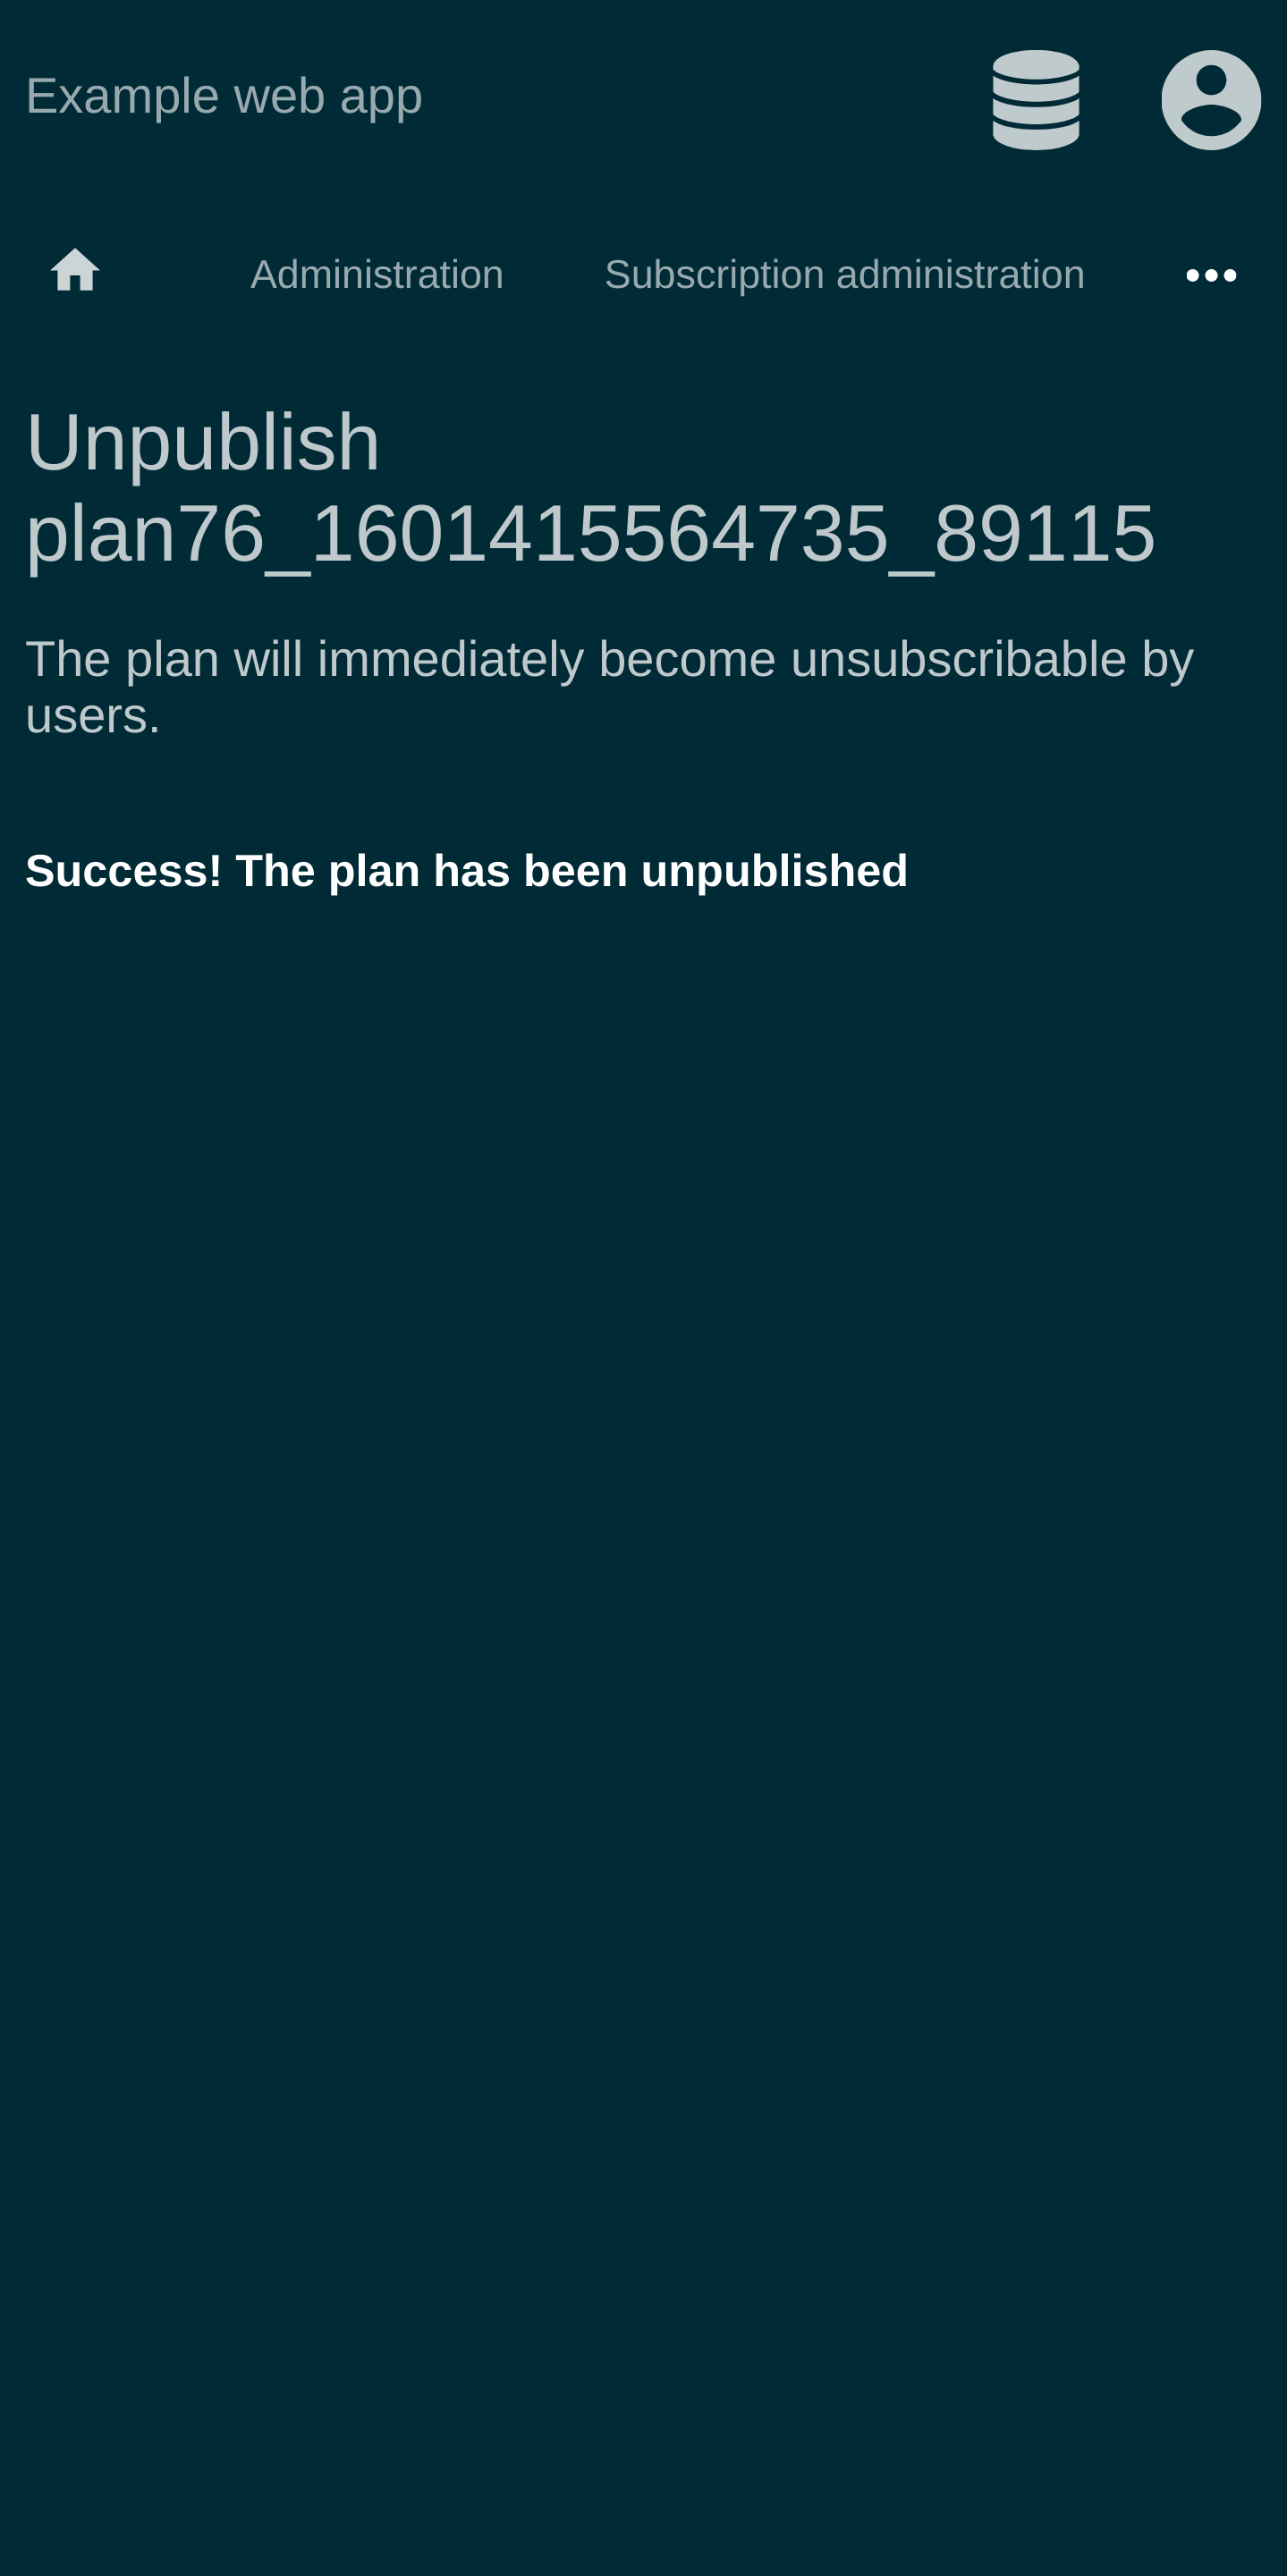 Example web app
Administration
Subscription administration
Unpublish
plan76_1601415564735_89115
The plan will immediately become unsubscribable by
users.
Success! The plan has been unpublished